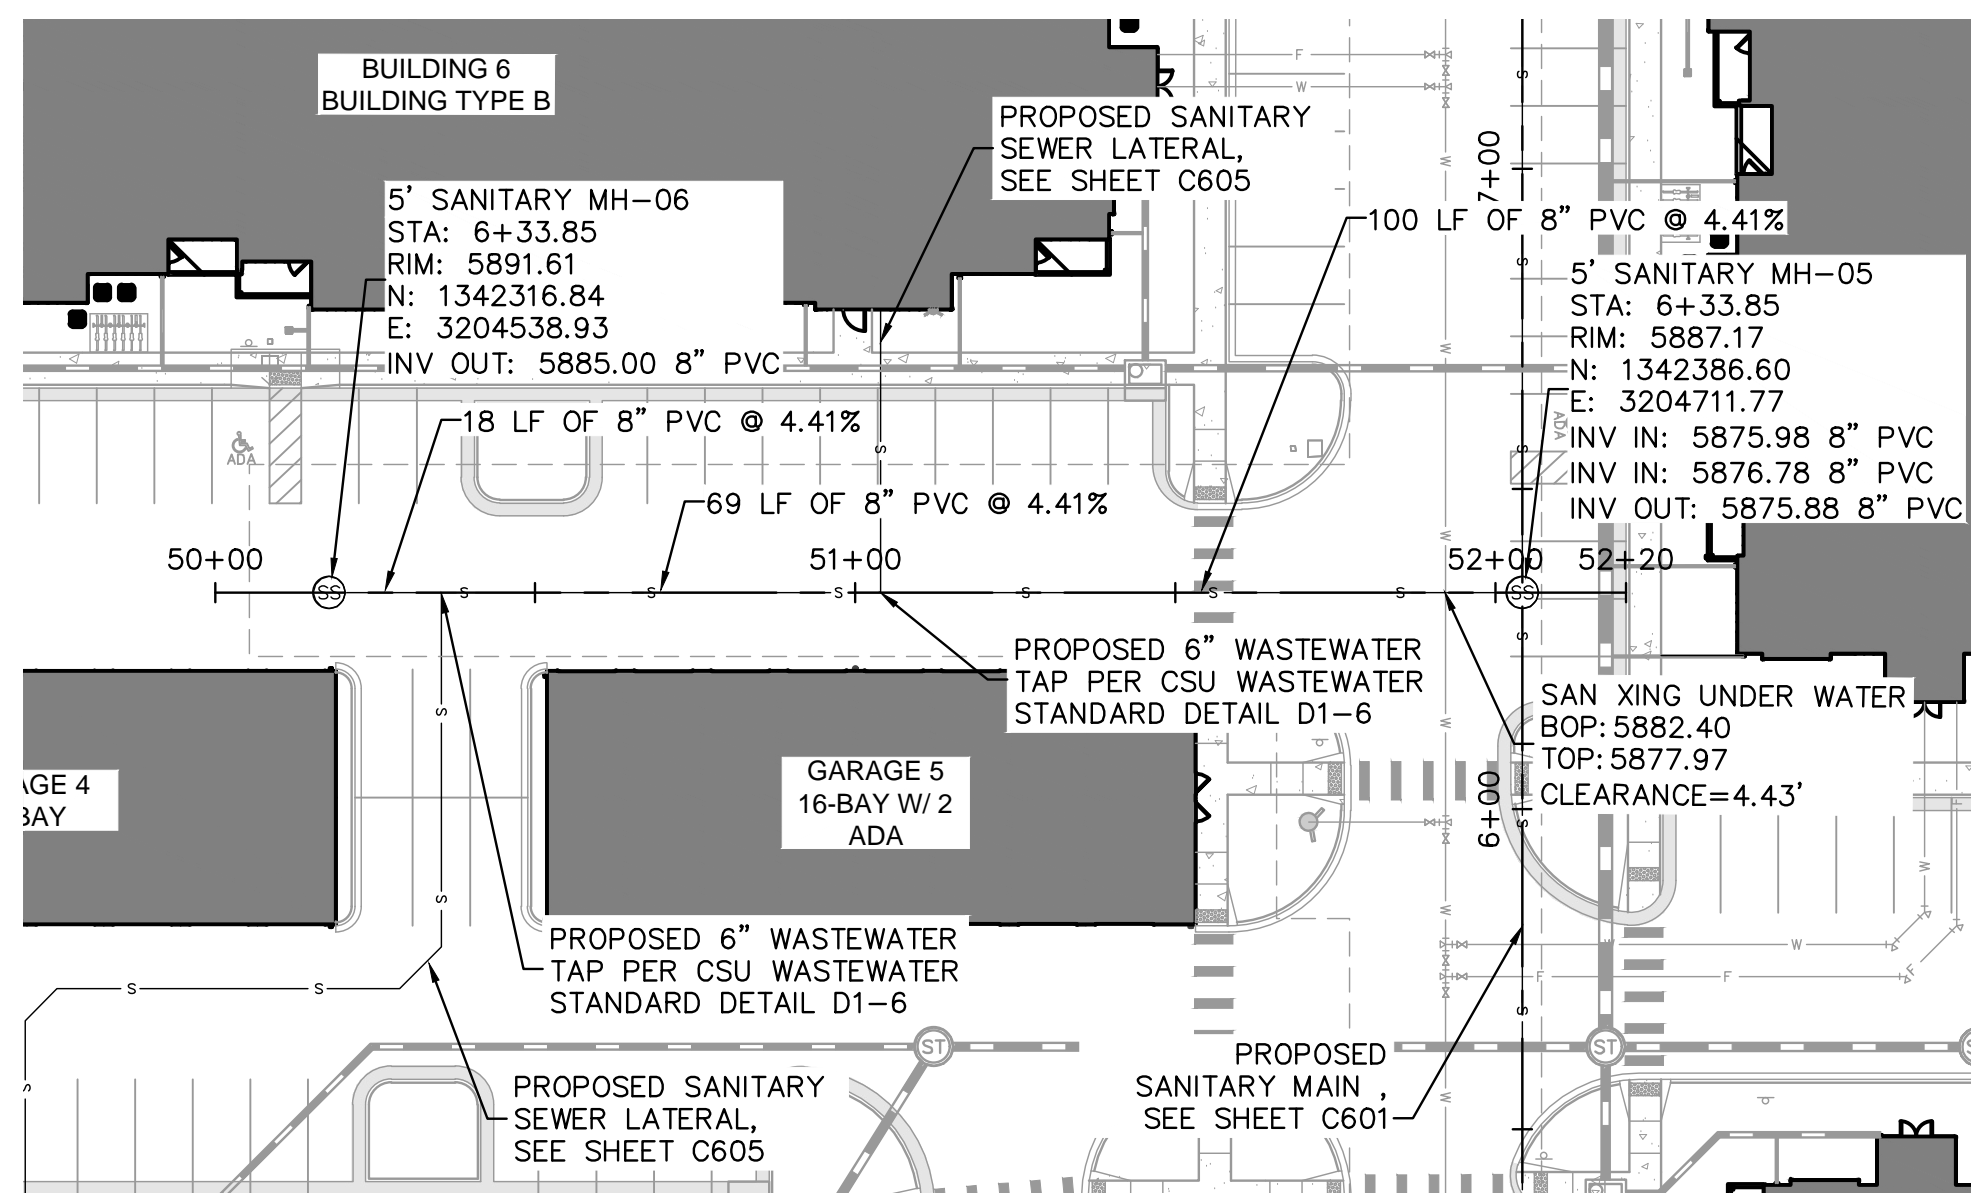 BUILDING 6
BUILDING TYPE B
F
W
S
PROPOSED SANITARY
SEWER LATERAL,
SEE SHEET C605
7+00
W
5' SANITARY MH-06
STA: 6+33.85
RIM: 5891.61
N: 1342316.84
E: 3204538.93
INV OUT: 5885.00 8" PVC
100 LF OF 8" PVC @ 4.41%
S
5' SANITARY MH-05
STA: 6+33.85
RIM: 5887.17
N: 1342386.60
E: 3204711.77
INV IN: 5875.98 8" PVC
INV IN: 5876.78 8" PVC
INV OUT: 5875.88 8" PVC
W
ADA
18 LF OF 8" PVC @ 4.41%
ADA
S
S
69 LF OF 8" PVC @ 4.41%
W
50+00
51+00
52+00
52+20
SS
S
S
S
S
S
S
SS
S
PROPOSED 6" WASTEWATER
TAP PER CSU WASTEWATER
STANDARD DETAIL D1-6
S
W
SAN XING UNDER WATER
BOP: 5882.40
TOP: 5877.97
CLEARANCE=4.43'
GARAGE 5
16-BAY W/ 2
ADA
AGE 4
BAY
6+00
S
W
S
W
PROPOSED 6" WASTEWATER
TAP PER CSU WASTEWATER
STANDARD DETAIL D1-6
W
W
F
F
F
F
S
S
S
ST
ST
W
PROPOSED
SANITARY MAIN ,
SEE SHEET C601
PROPOSED SANITARY
SEWER LATERAL,
SEE SHEET C605
S